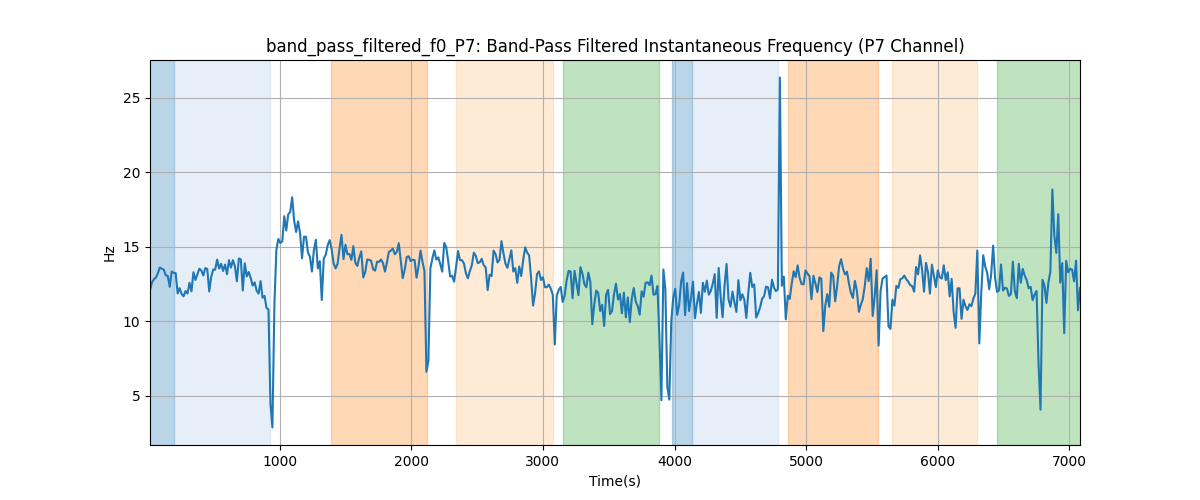 band_pass_filtered_f0_P7: Band-Pass Filtered Instantaneous Frequency (P7 Channel)
25
20
15
10
5
Hz
1000 2000 3000 4000 5000 6000 7000
Time(s)